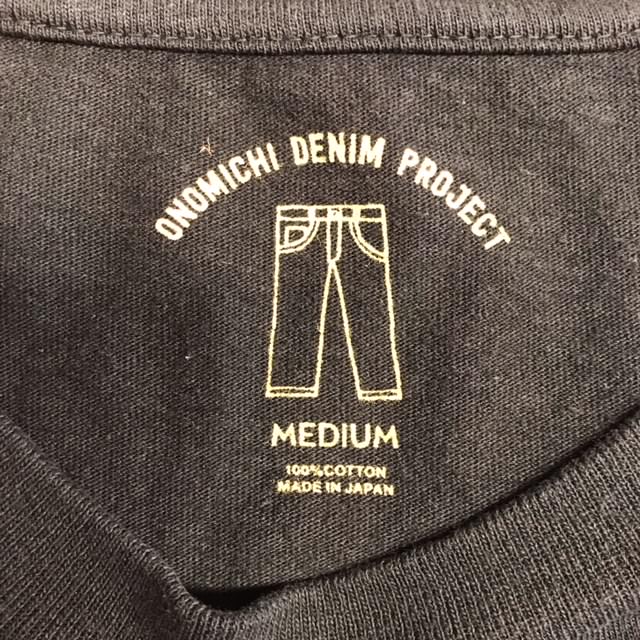 ONOMICHI DENIM PROJECT
MEDIUM
100%COTTON
MADE IN JAPAN